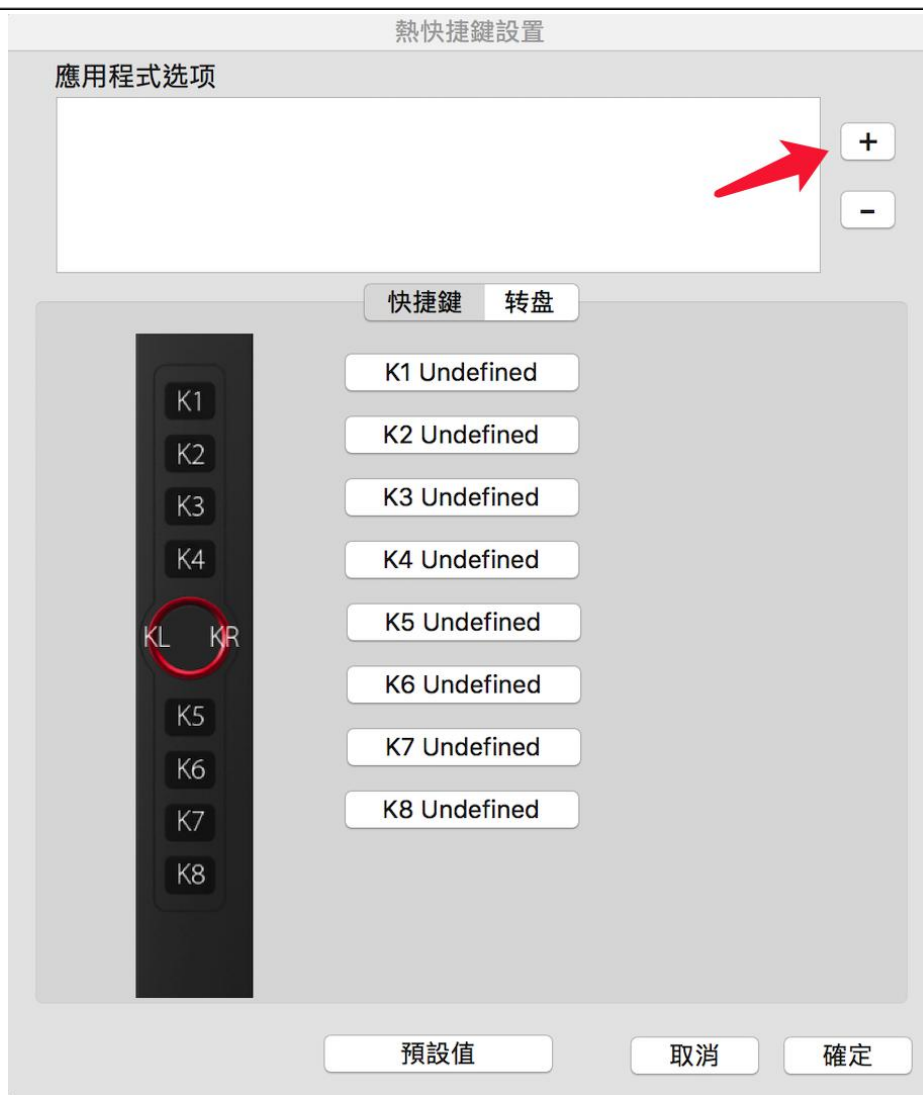 熱快捷鍵設置
應用程式选项
+
-
快捷鍵 转盘
K1 Undefined
K2 Undefined
K3 Undefined
K4 Undefined
K5 Undefined
K6 Undefined
K7 Undefined
K8 Undefined
K1
K2
K3
K4
KL KR
K5
K6
K7
K8
預設值 取消 確定